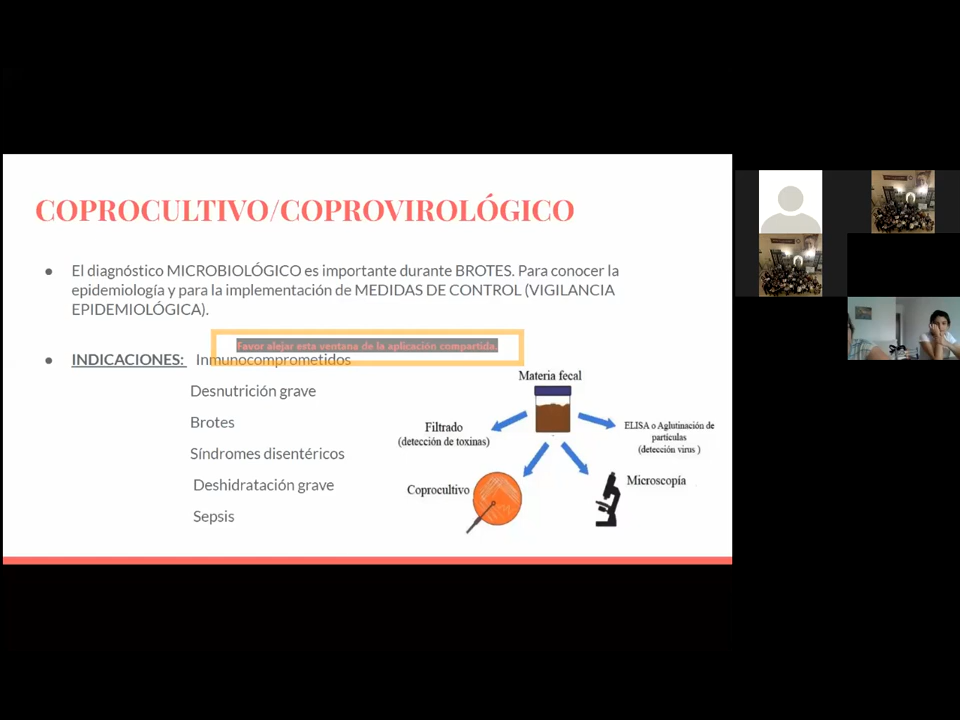 COPROCULTIVO/COPROVIROLÓGICO
● El diagnóstico MICROBIOLÓGICO es importante durante BROTES. Para conocer la
epidemiología y para la implementación de MEDIDAS DE CONTROL (VIGILANCIA
EPIDEMIOLÓGICA).
Favor alejar esta ventana de la aplicación compartida.
● INDICACIONES: Inmunocomprometidos
Desnutrición grave
Brotes
Síndromes disentéricos
Deshidratación grave
Sepsis
Materia fecal
Filtrado
(detección de toxinas)
ELISA o Aglutinación de
partículas
(detección virus )
Coprocultivo
Microscopía